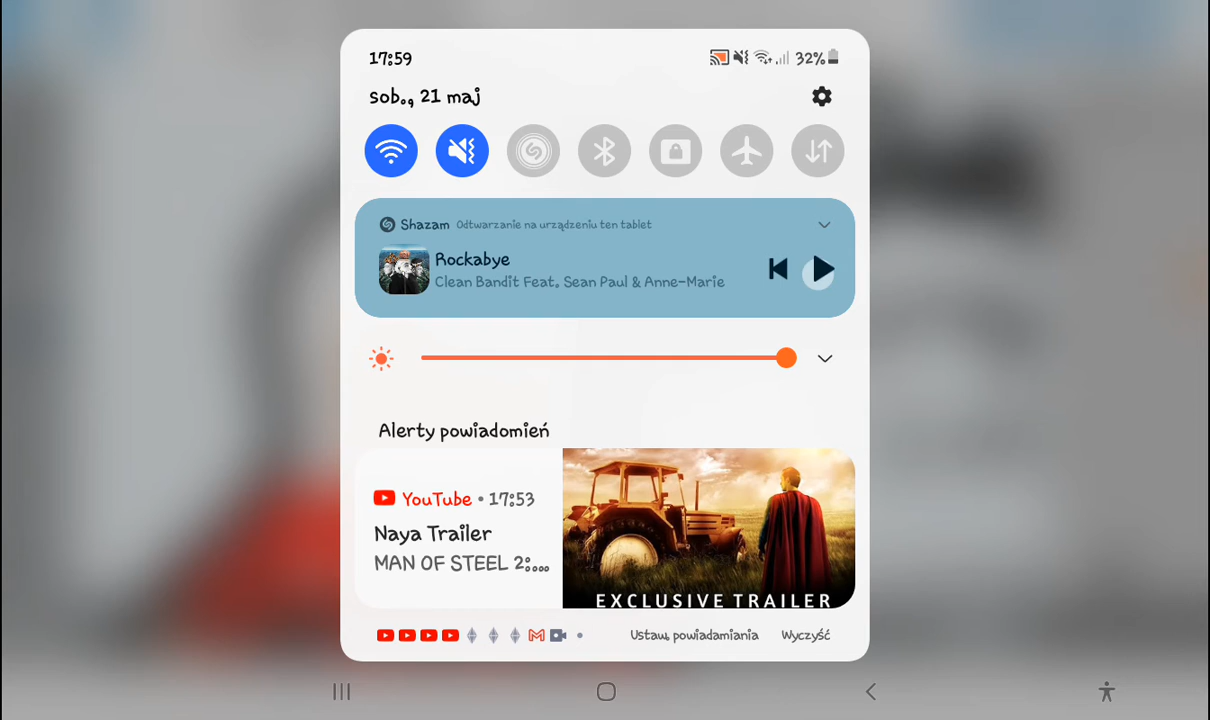 17:59
32%
sob., 21 maj
Shazam Odtwarzanie na urządzeniu ten tablet
Rockabye
Clean Bandit Feat. Sean Paul & Anne-Marie
Alerty powiadomień
YouTube • 17:53
Naya Trailer
MAN OF STEEL 2:...
EXCLUSIVE TRAILER
Ustaw. powiadamiania Wyczyść